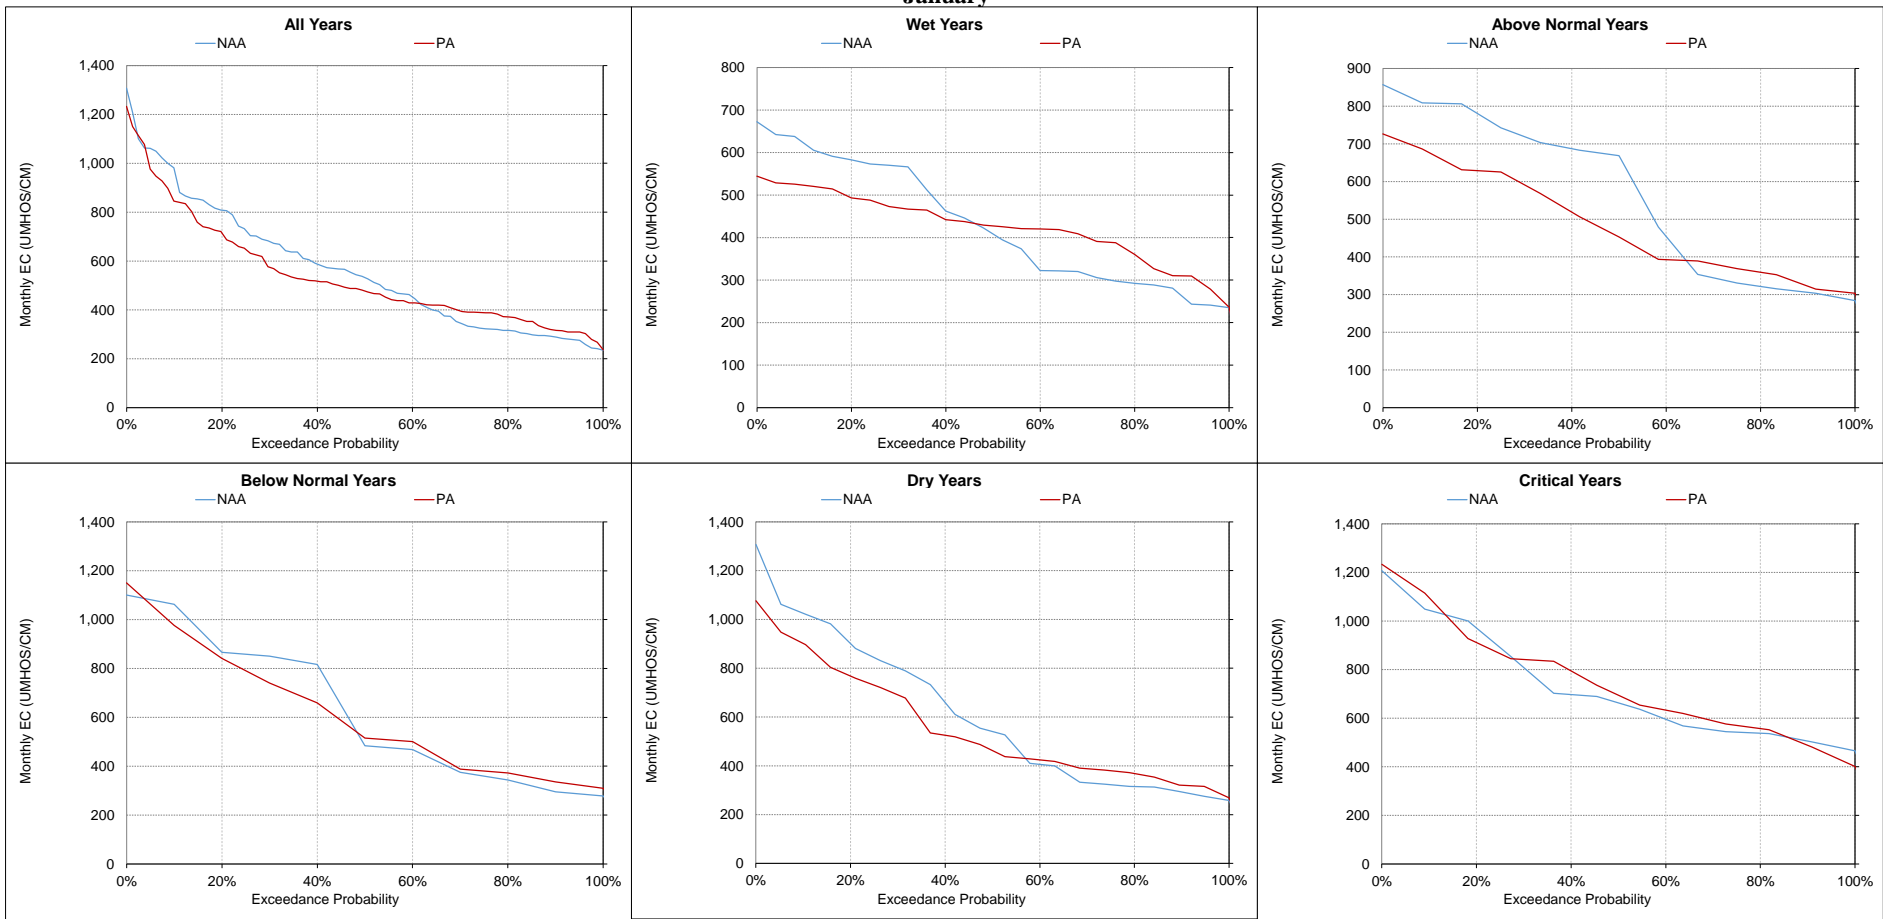 January
All Years
NAA PA
1,400
1,200
1,000
800
600
400
200
0
0% 20% 40% 60% 80% 100%
Monthly EC (UMHOS/CM)
Exceedance Probability
Wet Years
NAA PA
800
700
600
500
400
300
200
100
0
0% 20% 40% 60% 80% 100%
Monthly EC (UMHOS/CM)
Exceedance Probability
Above Normal Years
NAA PA
900
800
700
600
500
400
300
200
100
0
0% 20% 40% 60% 80% 100%
Monthly EC (UMHOS/CM)
Exceedance Probability
Below Normal Years
NAA PA
1,400
1,200
1,000
800
600
400
200
0
0% 20% 40% 60% 80% 100%
Monthly EC (UMHOS/CM)
Exceedance Probability
Dry Years
NAA PA
1,400
1,200
1,000
800
600
400
200
0
0% 20% 40% 60% 80% 100%
Monthly EC (UMHOS/CM)
Exceedance Probability
Critical Years
NAA PA
1,400
1,200
1,000
800
600
400
200
0
0% 20% 40% 60% 80% 100%
Monthly EC (UMHOS/CM)
Exceedance Probability